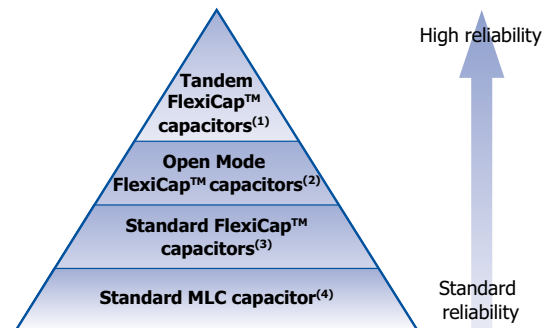 High reliability
Tandem
FlexiCap™
capacitors(1)
Open Mode
FlexiCap™ capacitors(2)
Standard FlexiCap™
capacitors(3)
Standard MLC capacitor(4)
Standard
reliability